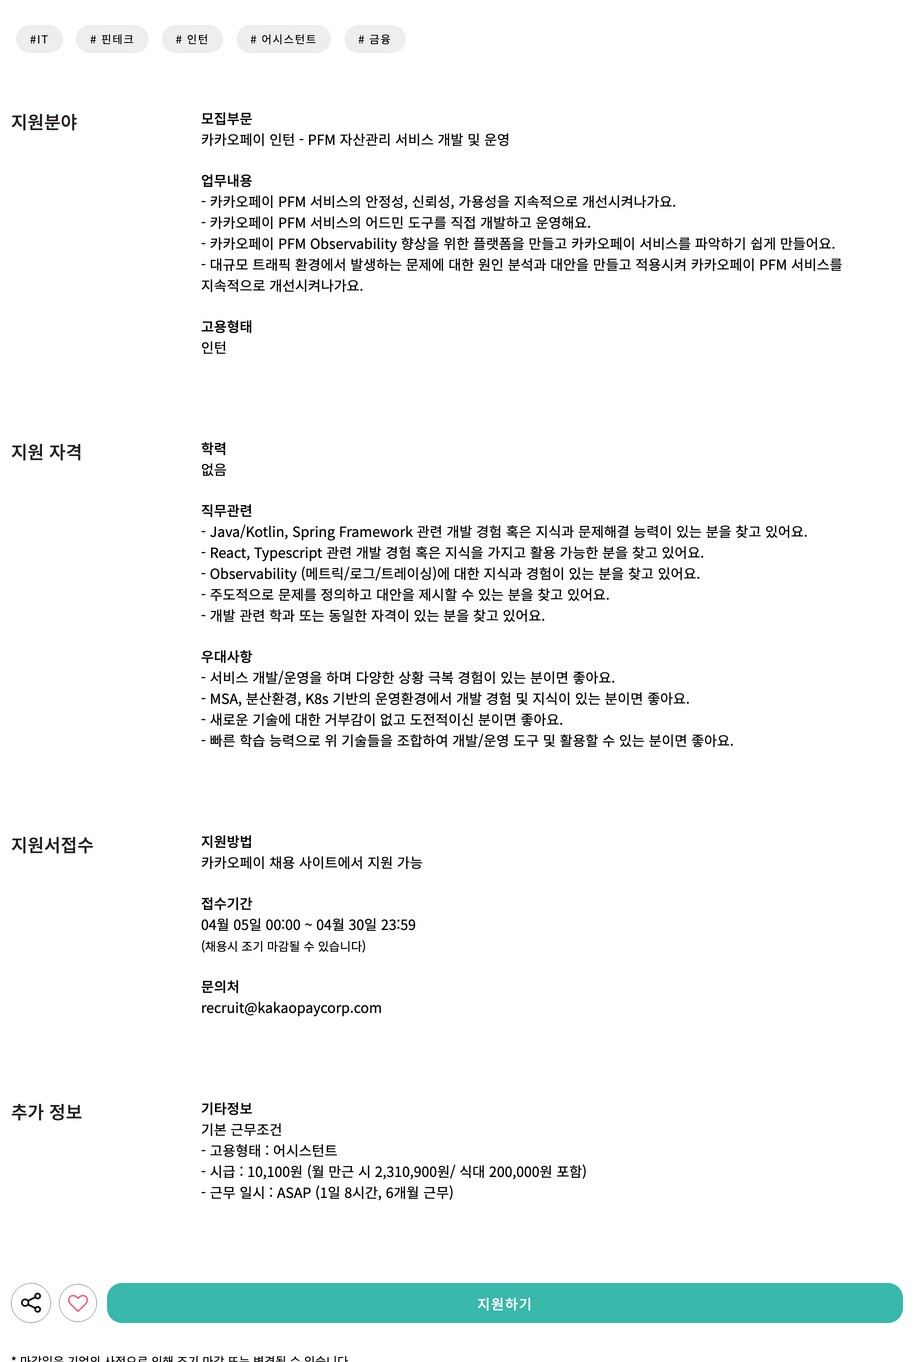 #IT # 핀테크 # 인턴 # 어시스턴트 # 금융
지원분야
모집부문
카카오페이 인턴 - PFM 자산관리 서비스 개발 및 운영
업무내용
- 카카오페이 PFM 서비스의 안정성, 신뢰성, 가용성을 지속적으로 개선시켜나가요.
- 카카오페이 PFM 서비스의 어드민 도구를 직접 개발하고 운영해요.
- 카카오페이 PFM Observability 향상을 위한 플랫폼을 만들고 카카오페이 서비스를 파악하기 쉽게 만들어요.
- 대규모 트래픽 환경에서 발생하는 문제에 대한 원인 분석과 대안을 만들고 적용시켜 카카오페이 PFM 서비스를
지속적으로 개선시켜나가요.
고용형태
인턴
지원 자격
학력
없음
직무관련
- Java/Kotlin, Spring Framework 관련 개발 경험 혹은 지식과 문제해결 능력이 있는 분을 찾고 있어요.
- React, Typescript 관련 개발 경험 혹은 지식을 가지고 활용 가능한 분을 찾고 있어요.
- Observability (메트릭/로그/트레이싱)에 대한 지식과 경험이 있는 분을 찾고 있어요.
- 주도적으로 문제를 정의하고 대안을 제시할 수 있는 분을 찾고 있어요.
- 개발 관련 학과 또는 동일한 자격이 있는 분을 찾고 있어요.
우대사항
- 서비스 개발/운영을 하며 다양한 상황 극복 경험이 있는 분이면 좋아요.
- MSA, 분산환경, K8s 기반의 운영환경에서 개발 경험 및 지식이 있는 분이면 좋아요.
- 새로운 기술에 대한 거부감이 없고 도전적이신 분이면 좋아요.
- 빠른 학습 능력으로 위 기술들을 조합하여 개발/운영 도구 및 활용할 수 있는 분이면 좋아요.
지원서접수
지원방법
카카오페이 채용 사이트에서 지원 가능
접수기간
04월 05일 00:00 ~ 04월 30일 23:59
(채용시 조기 마감될 수 있습니다)
문의처
recruit@kakaopaycorp.com
추가 정보
기타정보
기본 근무조건
- 고용형태 : 어시스턴트
- 시급 : 10,100원 (월 만근 시 2,310,900원/ 식대 200,000원 포함)
- 근무 일시 : ASAP (1일 8시간, 6개월 근무)
지원하기
* 마감일은 기업의 사정으로 인해 조기 마감 또는 변경될 수 있습니다